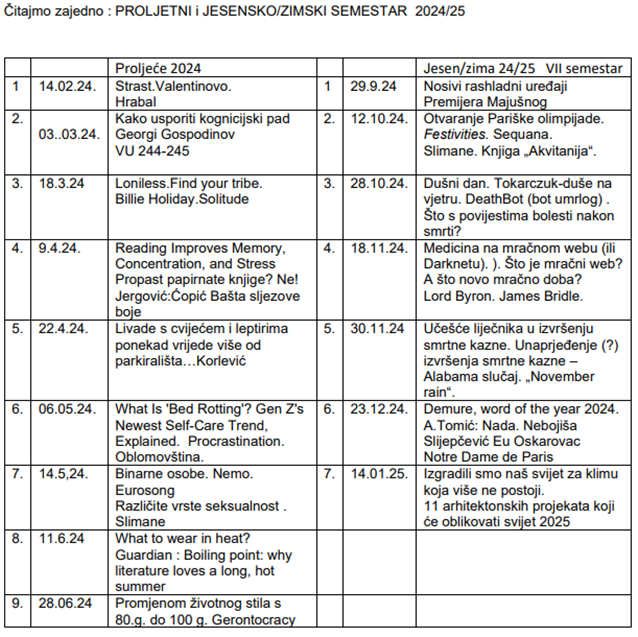 Čitajmo zajedno : PROLJETNI i JESENSKO/ZIMSKI SEMESTAR 2024/25
Proljeće 2024 Jesen/zima 24/25 VII semestar
1 14.02.24. Strast.Valentinovo. 1 29.9.24 Nosivi rashladni uređaji
Hrabal Premijera Majušnog
2. 03..03.24. Kako usporiti kognicijski pad 2. 12.10.24. Otvaranje Pariške olimpijade.
Georgi Gospodinov Festivities. Sequana.
VU 244-245 Slimane. Knjiga „Akvitanija“.
3. 18.3.24 Loniless.Find your tribe. 3. 28.10.24. Dušni dan. Tokarczuk-duše na
Billie Holiday.Solitude vjetru. DeathBot (bot umrlog) .
Što s povijestima bolesti nakon
smrti?
4. 9.4.24. Reading Improves Memory, 4. 18.11.24. Medicina na mračnom webu (ili
Concentration, and Stress Darknetu). ). Što je mračni web?
Propast papirnate knjige? Ne! A što novo mračno doba?
Jergović:Ćopić Bašta sljezove Lord Byron. James Bridle.
boje
5. 22.4.24. Livade s cvijećem i leptirima 5. 30.11.24 Učešće liječnika u izvršenju
ponekad vrijede više od smrtne kazne. Unaprjeđenje (?)
parkirališta…Korlević izvršenja smrtne kazne –
Alabama slučaj. „November
rain“.
6. 06.05.24. What Is 'Bed Rotting'? Gen Z's 6. 23.12.24. Demure, word of the year 2024.
Newest Self-Care Trend, A.Tomić: Nada. Nebojiša
Explained. Procrastination. Slijepčević Eu Oskarovac
Oblomovština. Notre Dame de Paris
7. 14.5,24. Binarne osobe. Nemo. 7. 14.01.25. Izgradili smo naš svijet za klimu
Eurosong koja više ne postoji.
Različite vrste seksualnost . 11 arhitektonskih projekata koji
Slimane će oblikovati svijet 2025
8. 11.6.24 What to wear in heat?
Guardian : Boiling point: why
literature loves a long, hot
summer
9. 28.06.24 Promjenom životnog stila s
80.g. do 100 g. Gerontocracy